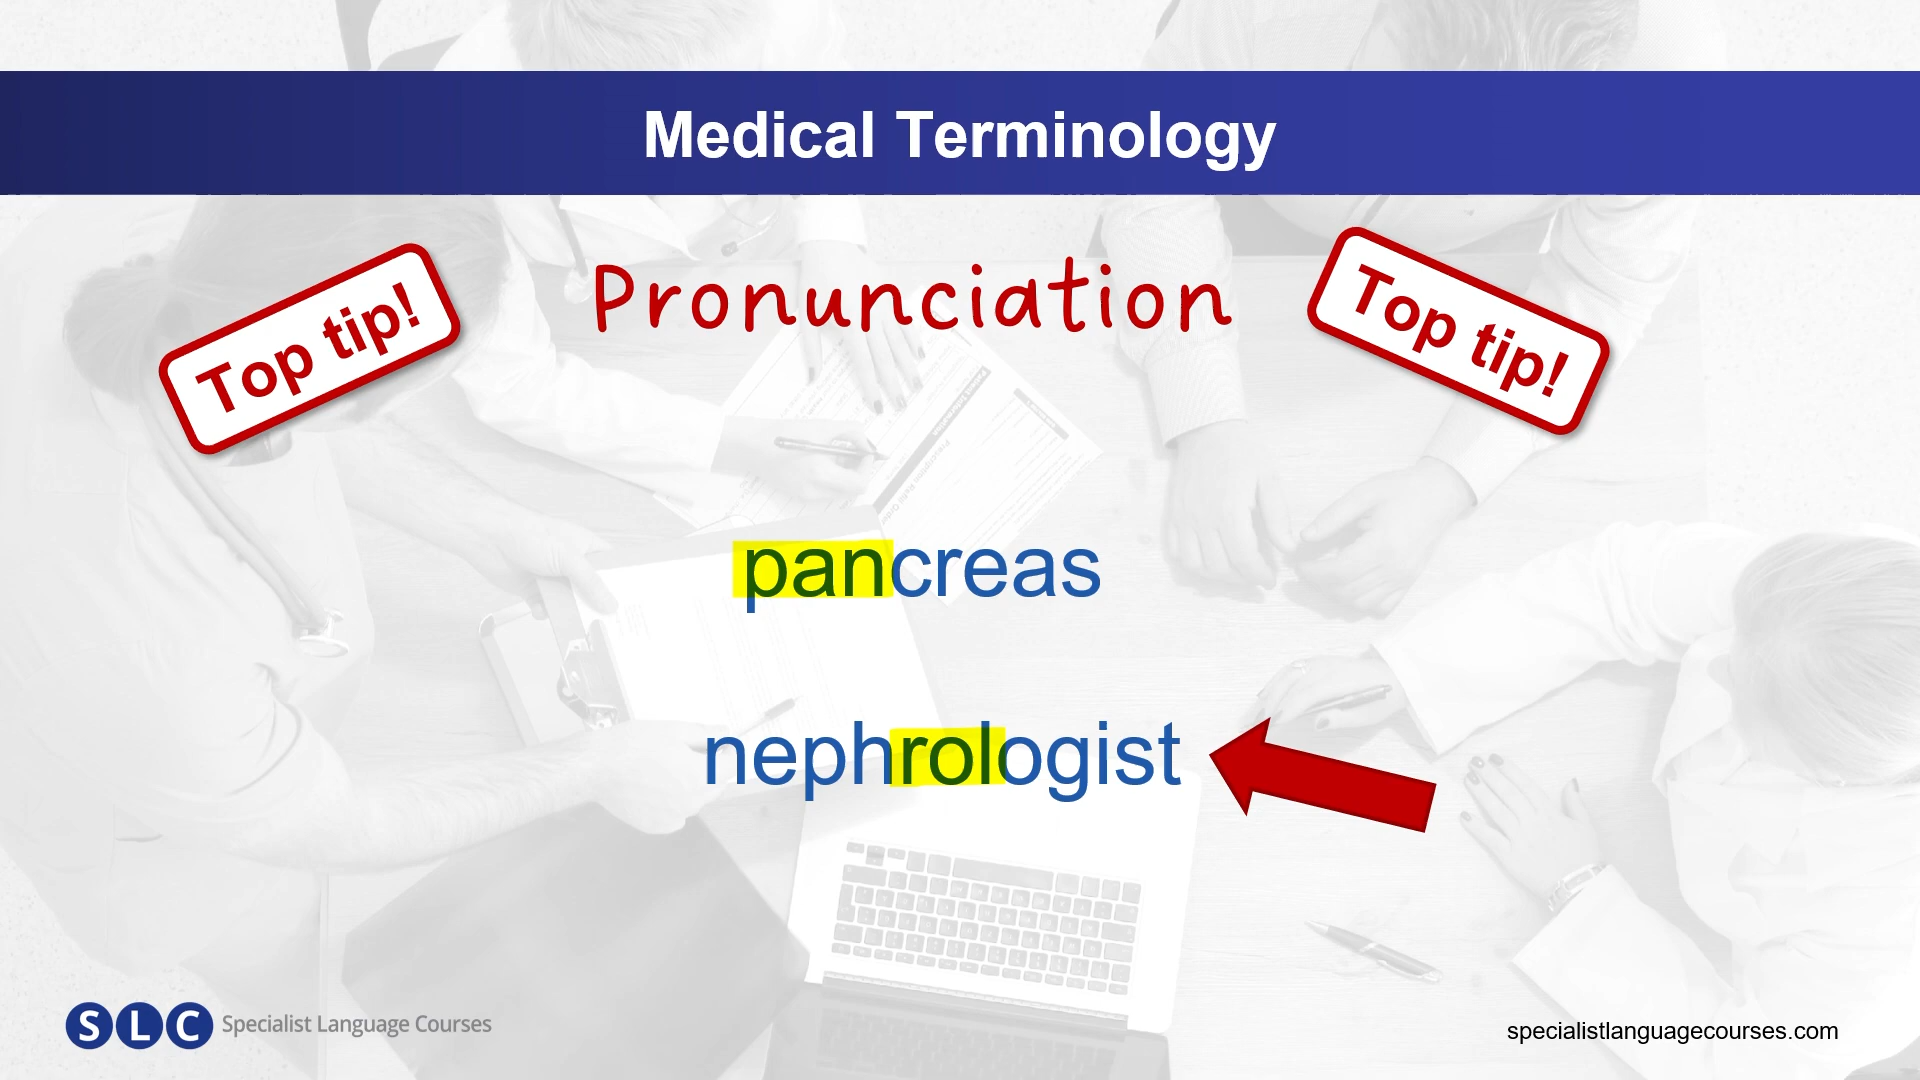 Medical Terminology
Top tip!
Pronunciation
Top tip!
pancreas
nephrologist
SLC Specialist Language Courses
specialistlanguagecourses.com